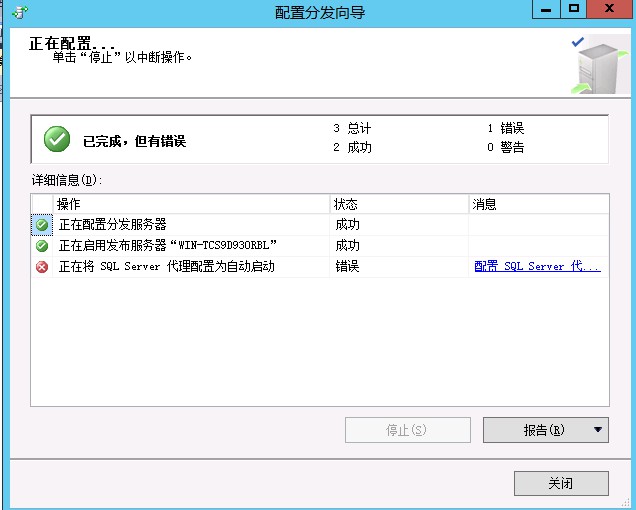 配置分发向导
正在配置...
单击“停止”以中断操作。
已完成，但有错误
3 总计
1 错误
2 成功
0 警告
详细信息(D):
操作 状态 消息
正在配置分发服务器 成功
正在启用发布服务器“WIN-TCS9D93ORBL” 成功
正在将 SQL Server 代理配置为自动启动 错误 配置 SQL Server 代...
停止(S)
报告(R)
关闭